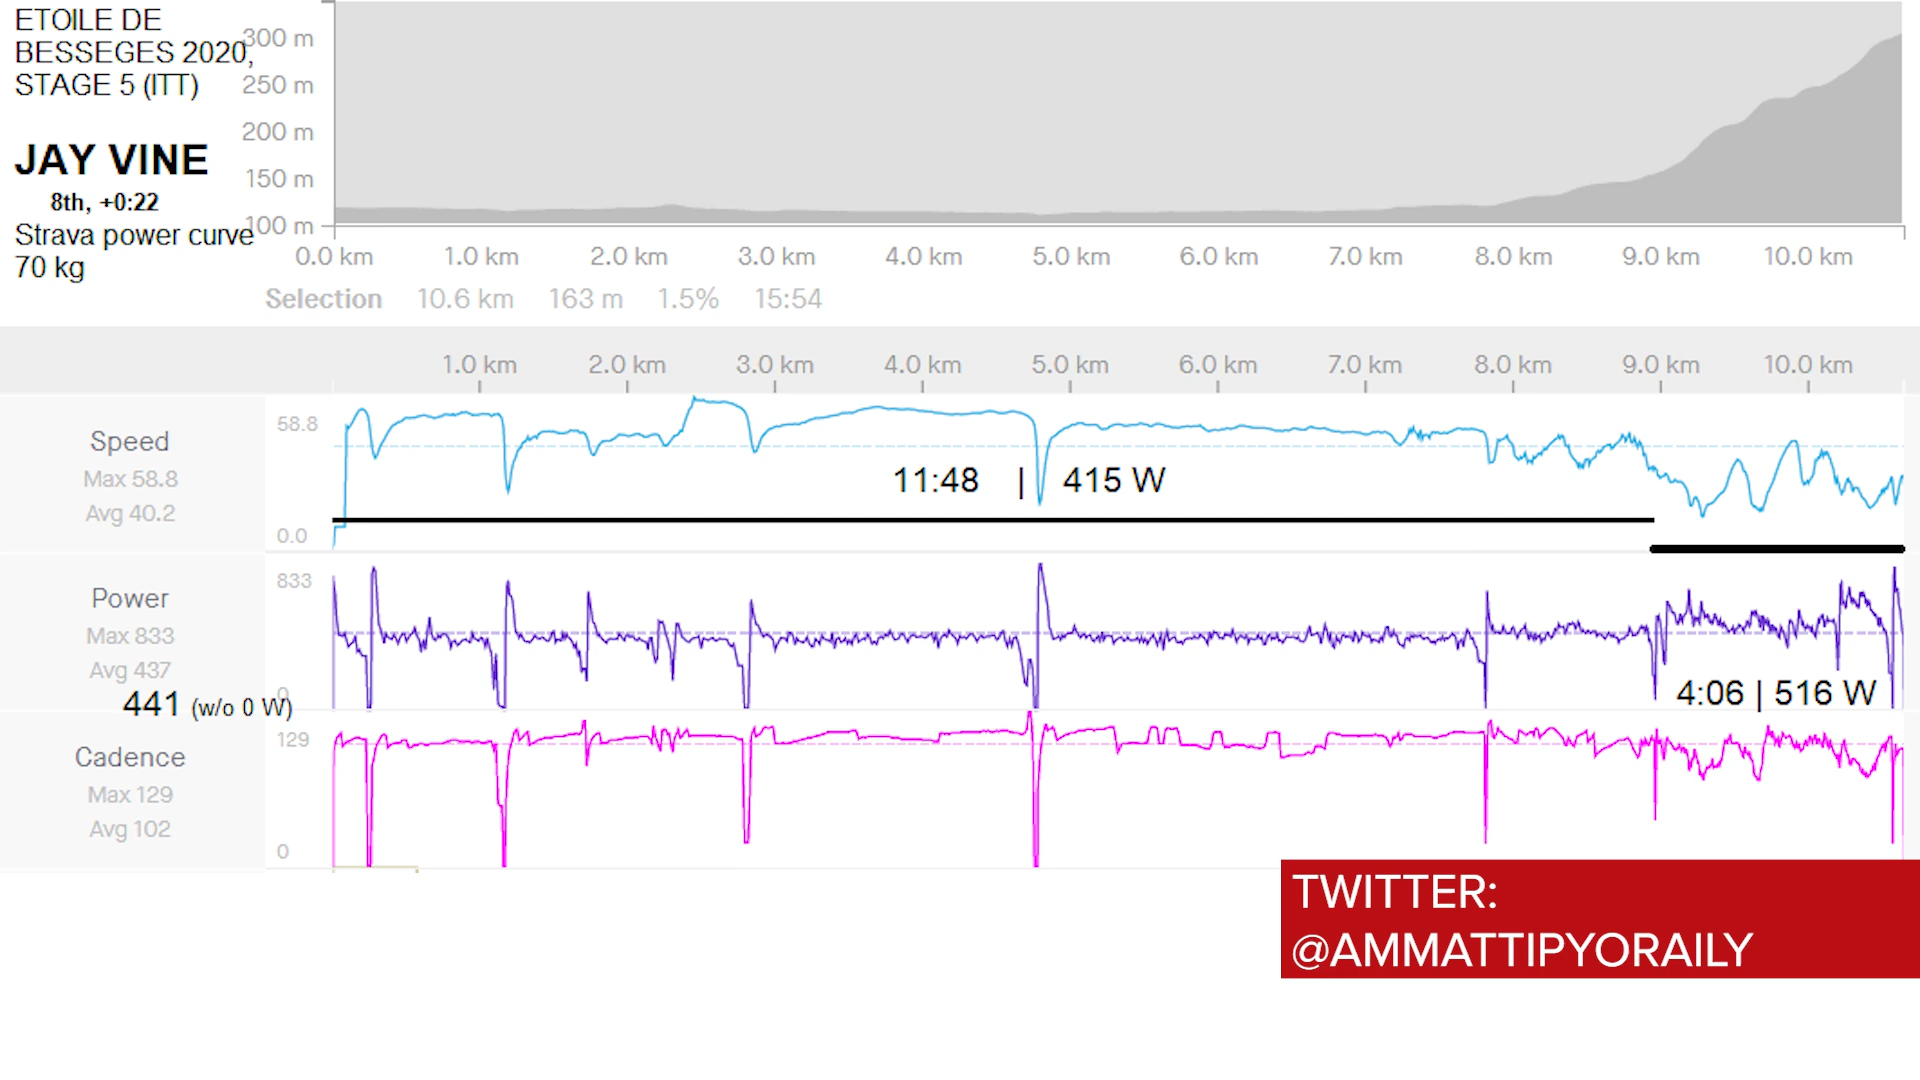 ETOILE DE
BESSEGES 2020,
STAGE 5 (ITT)
JAY VINE
8th, +0:22
Strava power curve
70 kg
300 m
250 m
200 m
150 m
100 m
0.0 km 1.0 km 2.0 km 3.0 km 4.0 km 5.0 km 6.0 km 7.0 km 8.0 km 9.0 km 10.0 km
Selection 10.6 km 163 m 1.5% 15:54
1.0 km 2.0 km 3.0 km 4.0 km 5.0 km 6.0 km 7.0 km 8.0 km 9.0 km 10.0 km
Speed
Max 58.8
Avg 40.2
58.8
0.0
11:48 | 415 W
Power
Max 833
Avg 437
441 (w/o 0 W)
833
0
4:06 | 516 W
Cadence
Max 129
Avg 102
129
0
TWITTER:
@AMMATTIPYORAILY